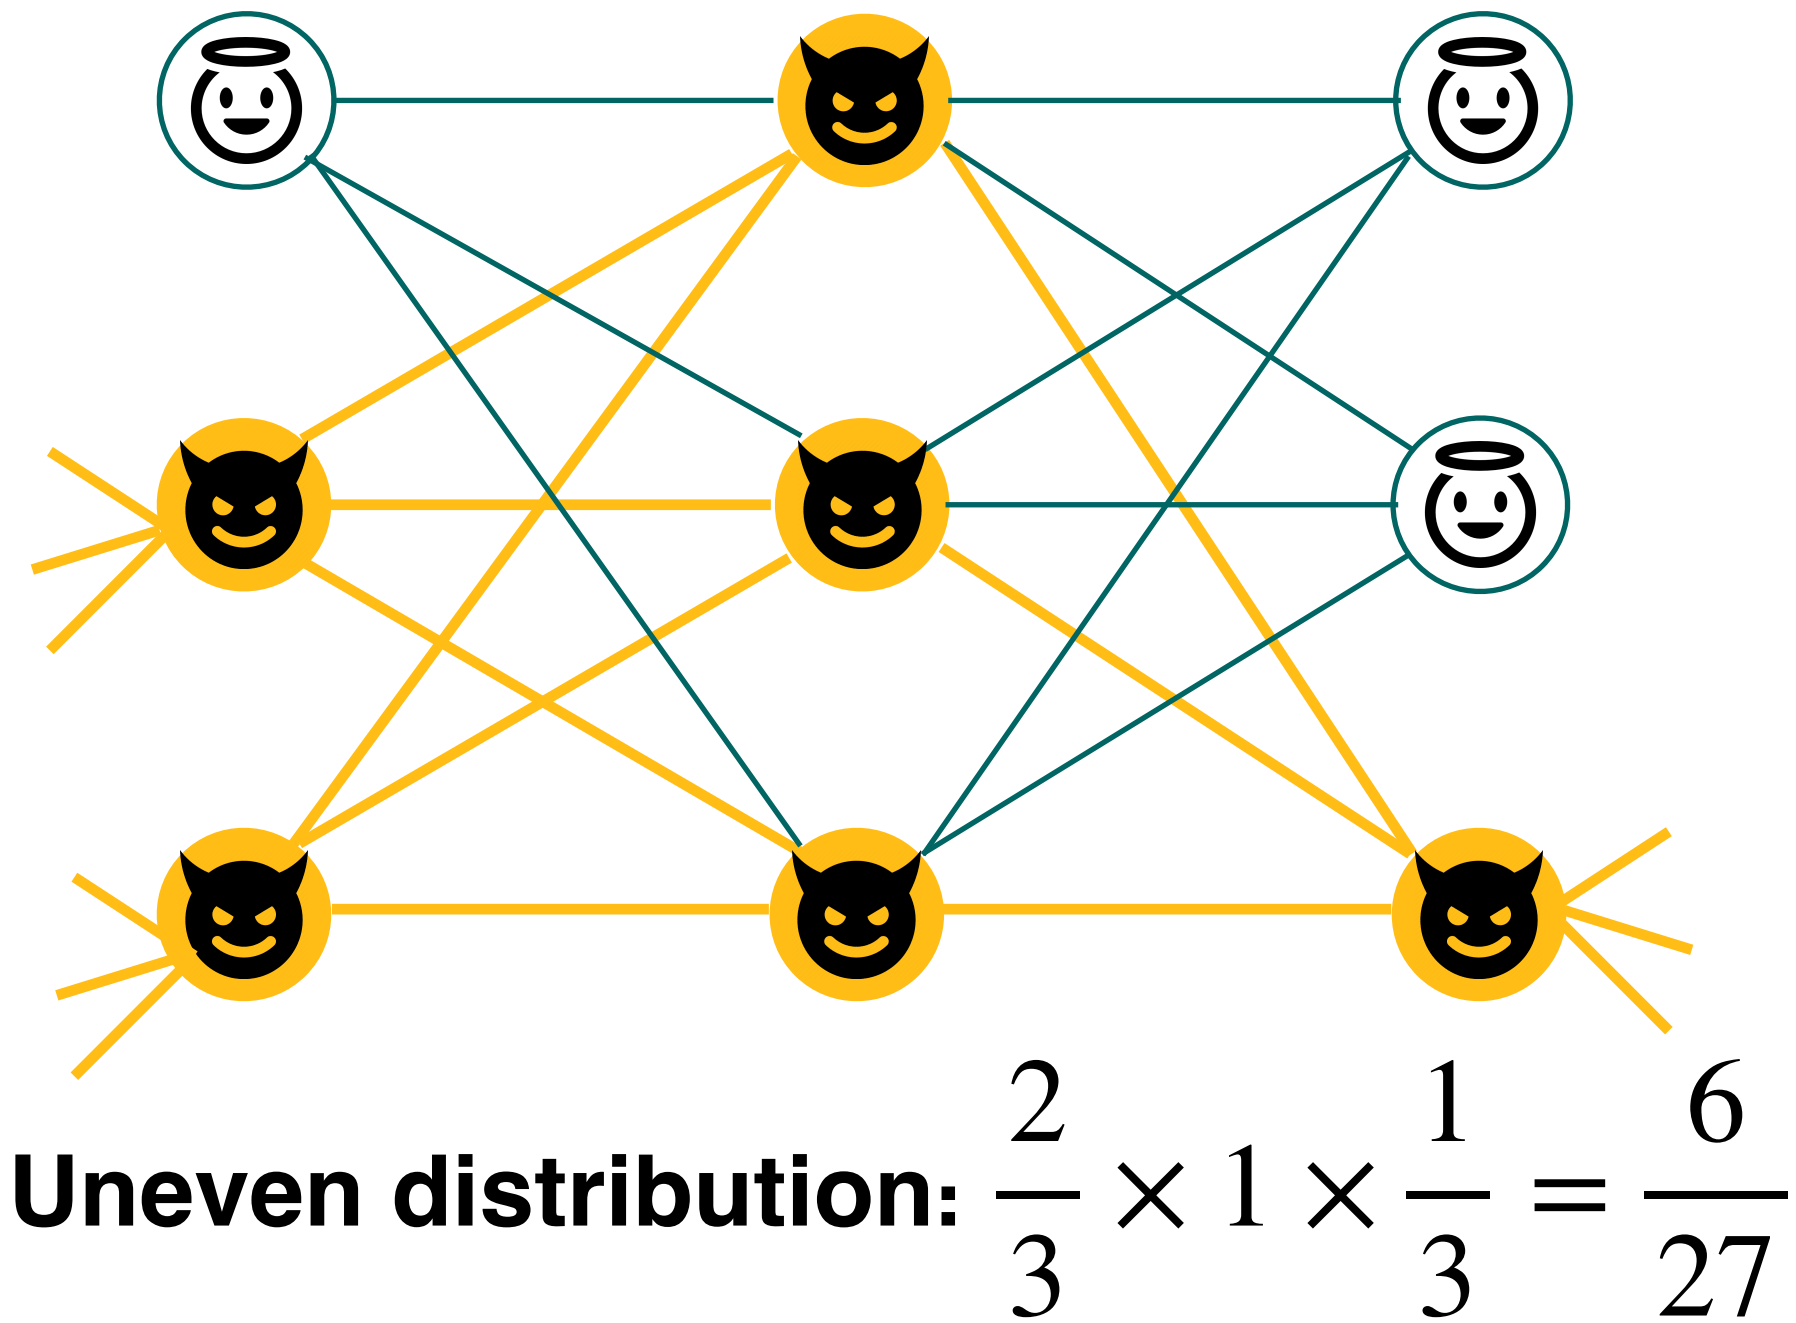 Uneven distribution: 2/3 × 1 × 1/3 = 6/27